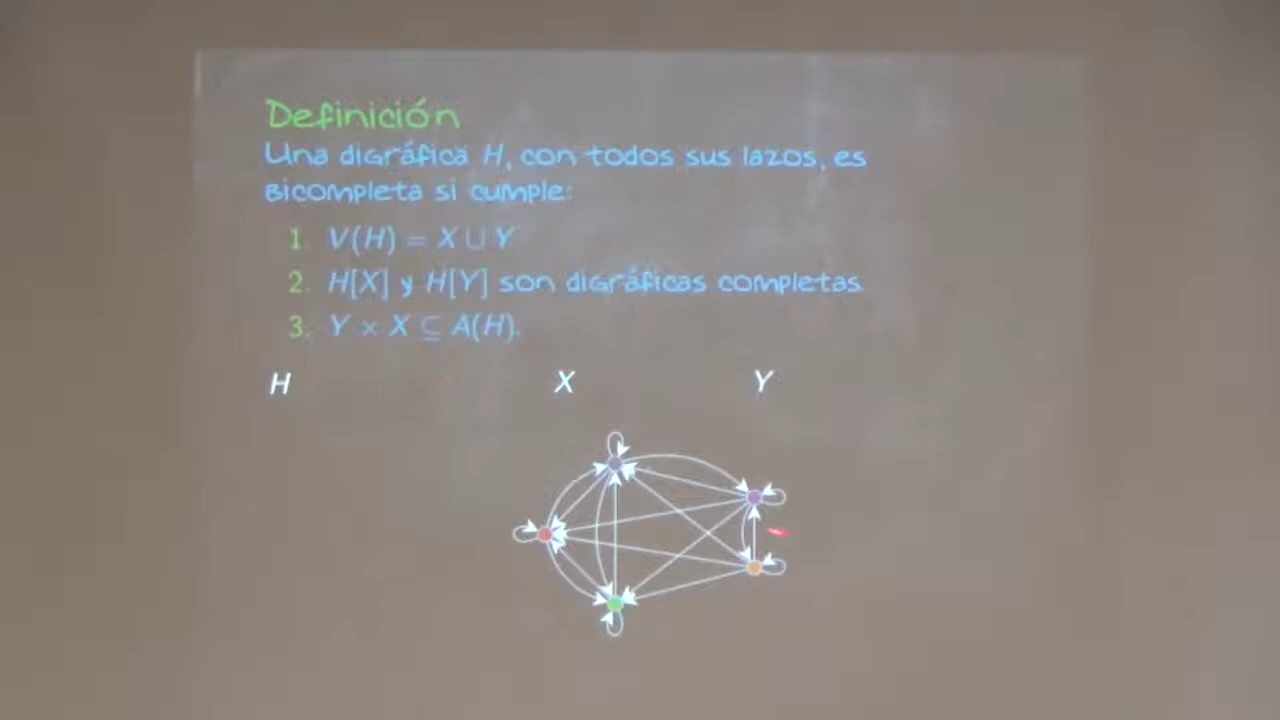 Definición
Una digráfica H, con todos sus lazos, es
bicompleta si cumple:
1. V(H) = X ∪ Y
2. H[X] y H[Y] son digráficas completas.
3. Y × X ⊆ A(H).
H X Y